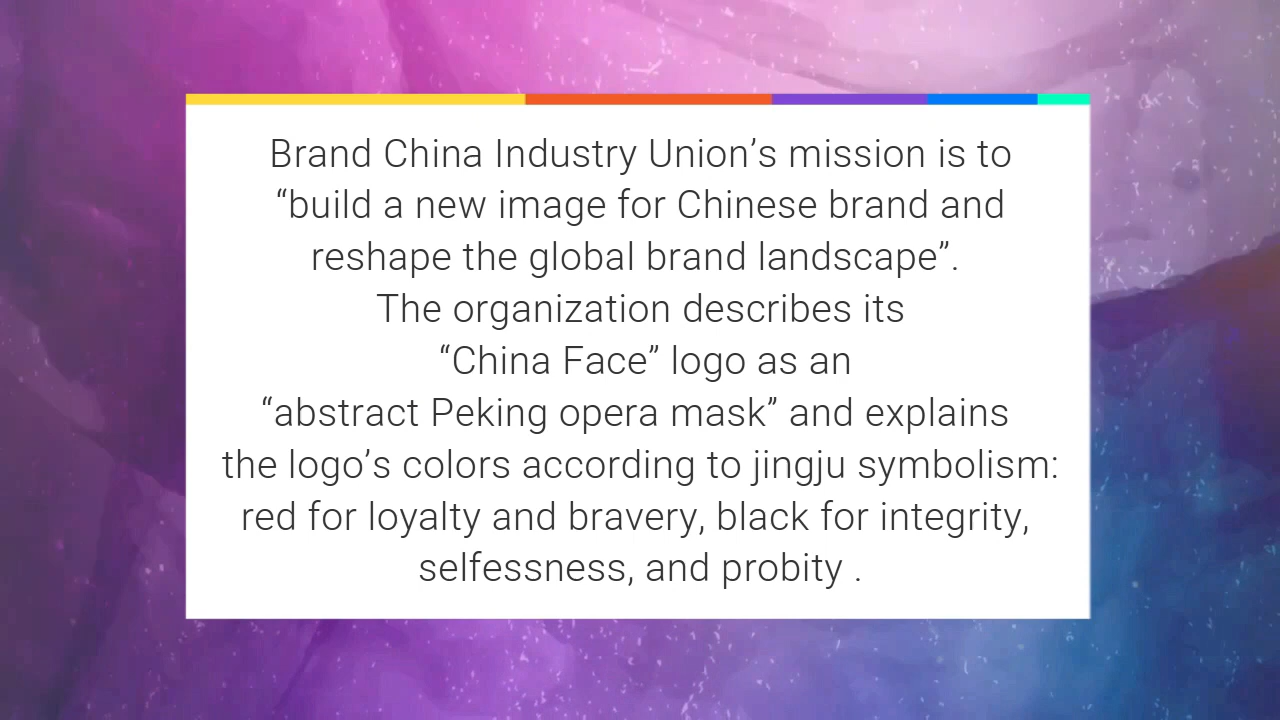 Brand China Industry Union’s mission is to
“build a new image for Chinese brand and
reshape the global brand landscape”.
The organization describes its
“China Face” logo as an
“abstract Peking opera mask” and explains
the logo’s colors according to jingju symbolism:
red for loyalty and bravery, black for integrity,
selfessness, and probity .